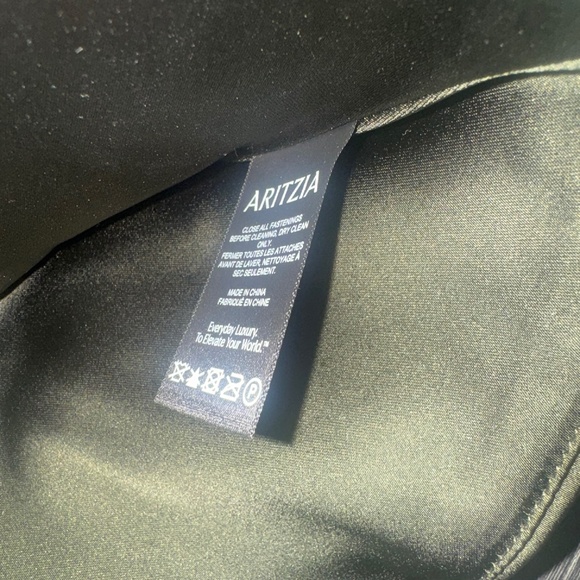 ARITZIA
CLOSE ALL FASTENINGS
BEFORE CLEANING, DRY CLEAN
ONLY.
FERMER TOUTES LES ATTACHES
AVANT DE LAVER, NETTOYAGE À
SEC SEULEMENT.
MADE IN CHINA
FABRIQUÉ EN CHINE
Everyday Luxury.
To Elevate Your World.™
P